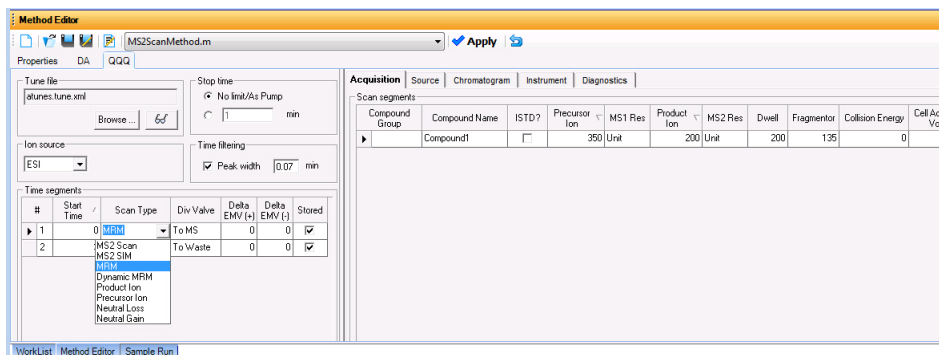 Method Editor
MS2ScanMethod.m Apply
Properties DA QQQ
Tune file
atunes.tune.xml
Browse ...
Stop time
No limit/As Pump
1 min
Ion source
ESI
Time filtering
Peak width 0.07 min
Time segments
# Start Time / Scan Type Div Valve Delta EMV (+) Delta EMV (-) Stored
1 0 MRM To MS 0 0
2 To Waste 0 0
MS2 Scan
MS2 SIM
MRM
Dynamic MRM
Product Ion
Precursor Ion
Neutral Loss
Neutral Gain
Acquisition Source Chromatogram Instrument Diagnostics
Scan segments
Compound Group Compound Name ISTD? Precursor Ion MS1 Res Product Ion MS2 Res Dwell Fragmentor Collision Energy Cell Ac Vo
Compound1 350 Unit 200 Unit 200 135 0
WorkList Method Editor Sample Run